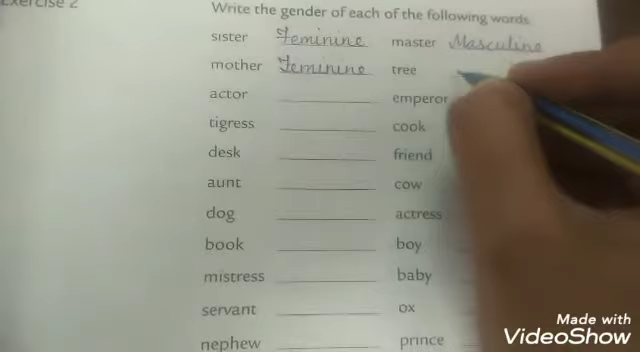 Exercise 2
Write the gender of each of the following words
sister Feminine master Masculine
mother Feminine tree
actor emperor
tigress cook
desk friend
aunt cow
dog actress
book boy
mistress baby
servant ox
nephew prince
Made with
VideoShow